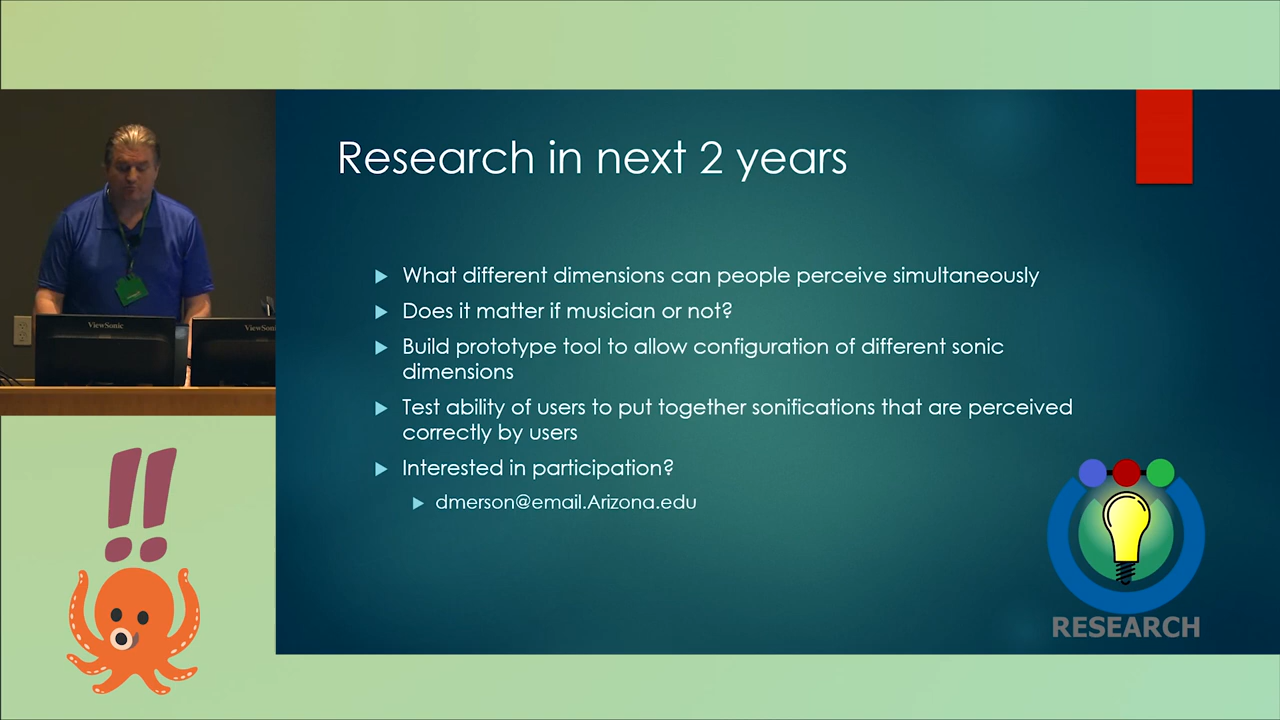 Research in next 2 years
What different dimensions can people perceive simultaneously
Does it matter if musician or not?
Build prototype tool to allow configuration of different sonic
dimensions
Test ability of users to put together sonifications that are perceived
correctly by users
Interested in participation?
dmerson@email.Arizona.edu
RESEARCH
ViewSonic
ViewSonic
!!